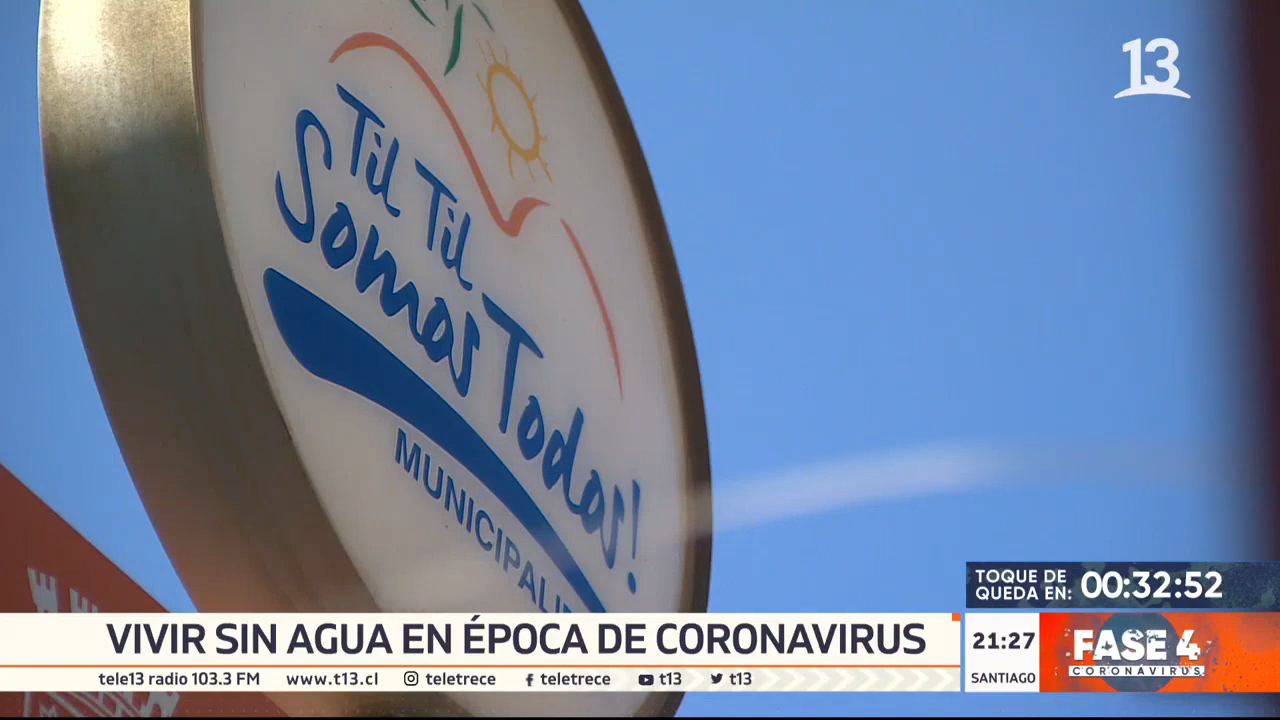 13
Til Til
Somos Todos!
MUNICIPALI
TOQUE DE
QUEDA EN: 00:32:52
VIVIR SIN AGUA EN ÉPOCA DE CORONAVIRUS
21:27
SANTIAGO
FASE 4
CORONAVIRUS
tele13 radio 103.3 FM www.t13.cl teletrece teletrece t13 t13